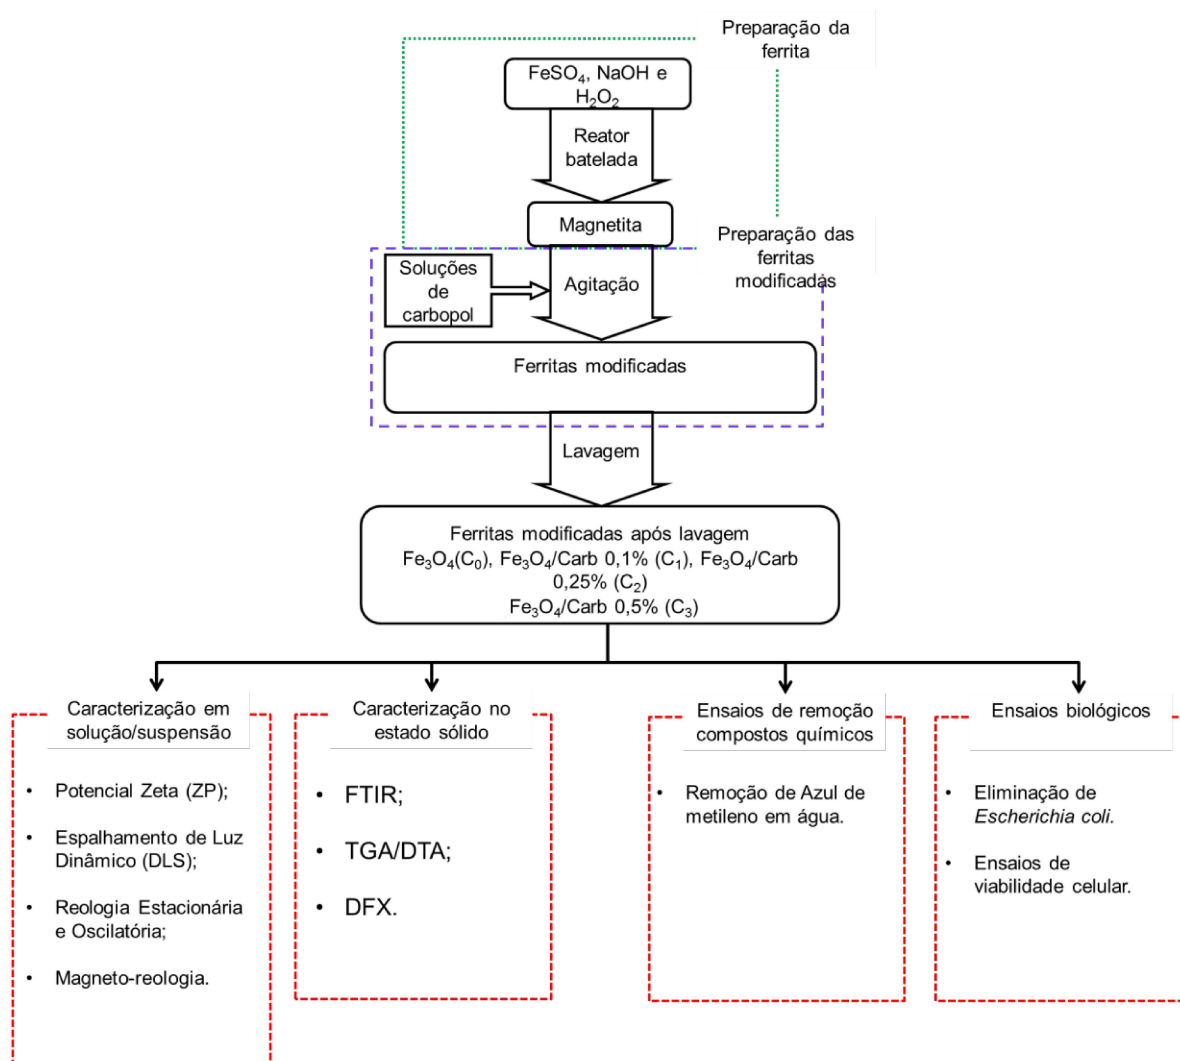 Preparação da
ferrita
FeSO₄, NaOH e
H₂O₂
Reator
batelada
Magnetita
Preparação das
ferritas
modificadas
Soluções
de
carbopol
Agitação
Ferritas modificadas
Lavagem
Ferritas modificadas após lavagem
Fe₃O₄(C₀), Fe₃O₄/Carb 0,1% (C₁), Fe₃O₄/Carb
0,25% (C₂)
Fe₃O₄/Carb 0,5% (C₃)
Caracterização em
solução/suspensão
• Potencial Zeta (ZP);
• Espalhamento de Luz
Dinâmico (DLS);
• Reologia Estacionária
e Oscilatória;
• Magneto-reologia.
Caracterização no
estado sólido
• FTIR;
• TGA/DTA;
• DFX.
Ensaios de remoção
compostos químicos
• Remoção de Azul de
metileno em água.
Ensaios biológicos
• Eliminação de
Escherichia coli.
• Ensaios de
viabilidade celular.